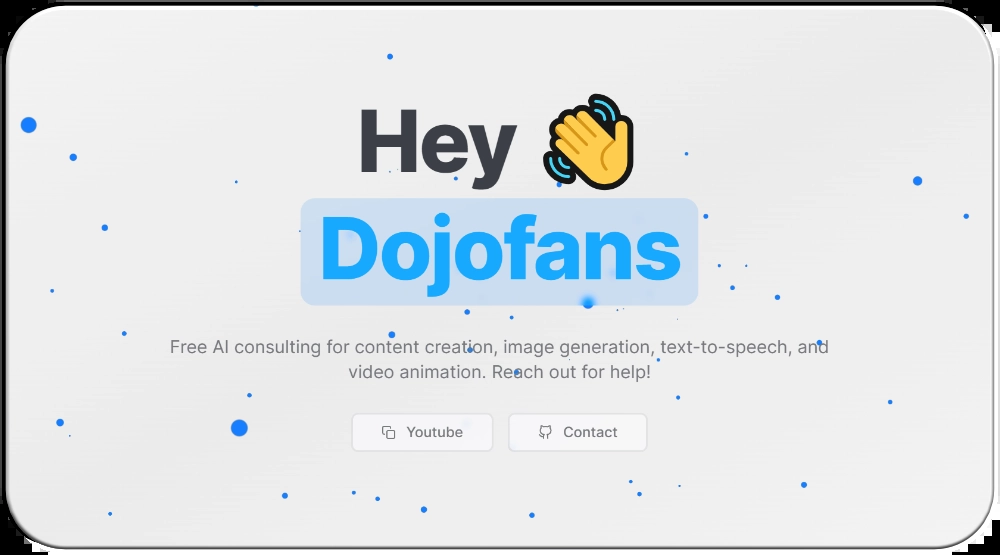 Hey
Dojofans
Free AI consulting for content creation, image generation, text-to-speech, and
video animation. Reach out for help!
Youtube
Contact